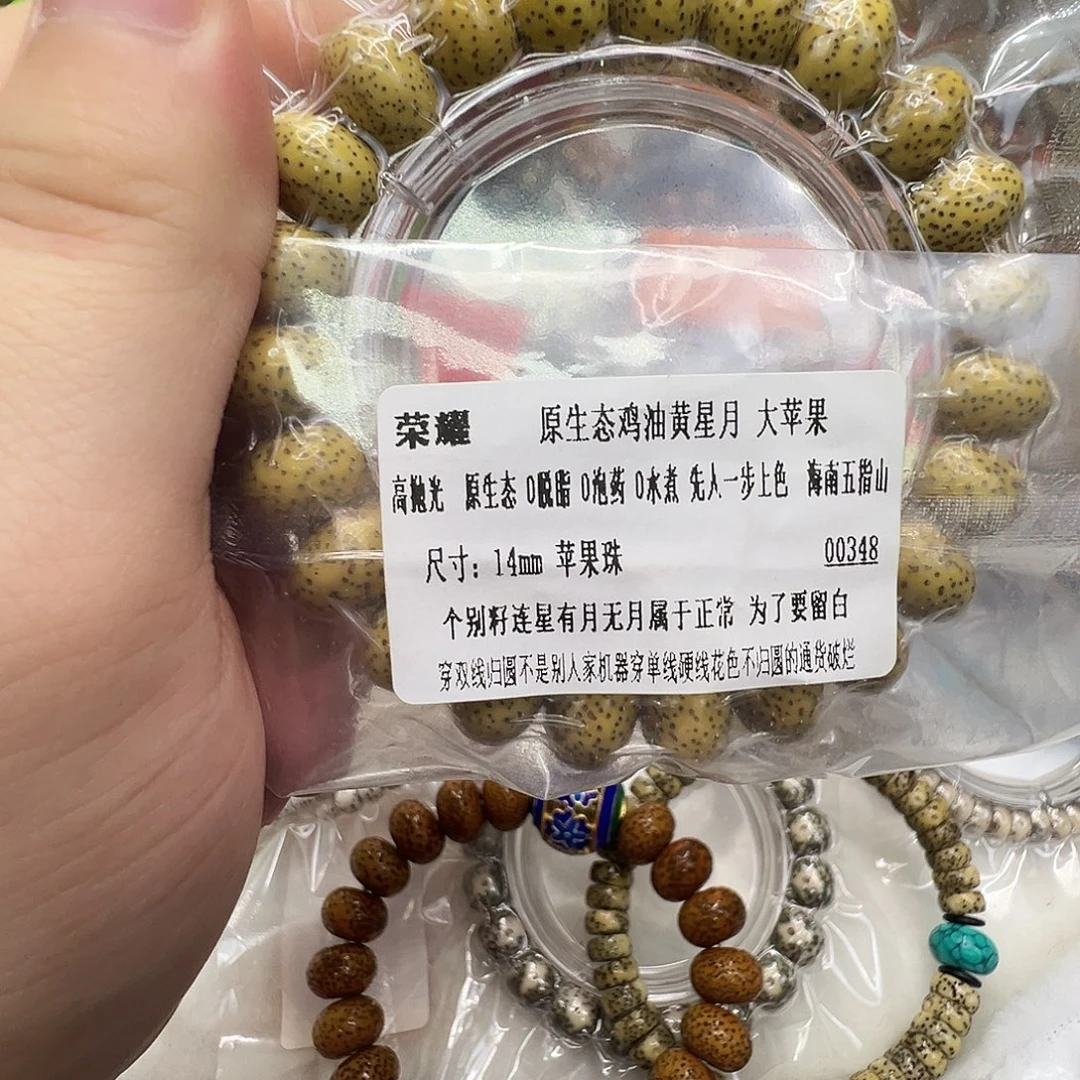 荣耀 原生态鸡油黄星月 大苹果
高抛光 原生态 0脱脂 0泡药 0水煮 先人一步上色 海南五指山
尺寸：14mm 苹果珠 00348
个别籽连星有月无月属于正常 为了要留白
穿双线归圆不是别人家机器穿单线硬线花色不归圆的通货破烂